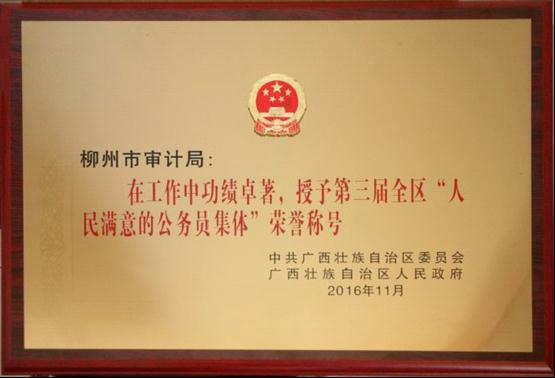 柳州市审计局：
在工作中功绩卓著，授予第三届全区“人
民满意的公务员集体”荣誉称号
中共广西壮族自治区委员会
广西壮族自治区人民政府
2016年11月